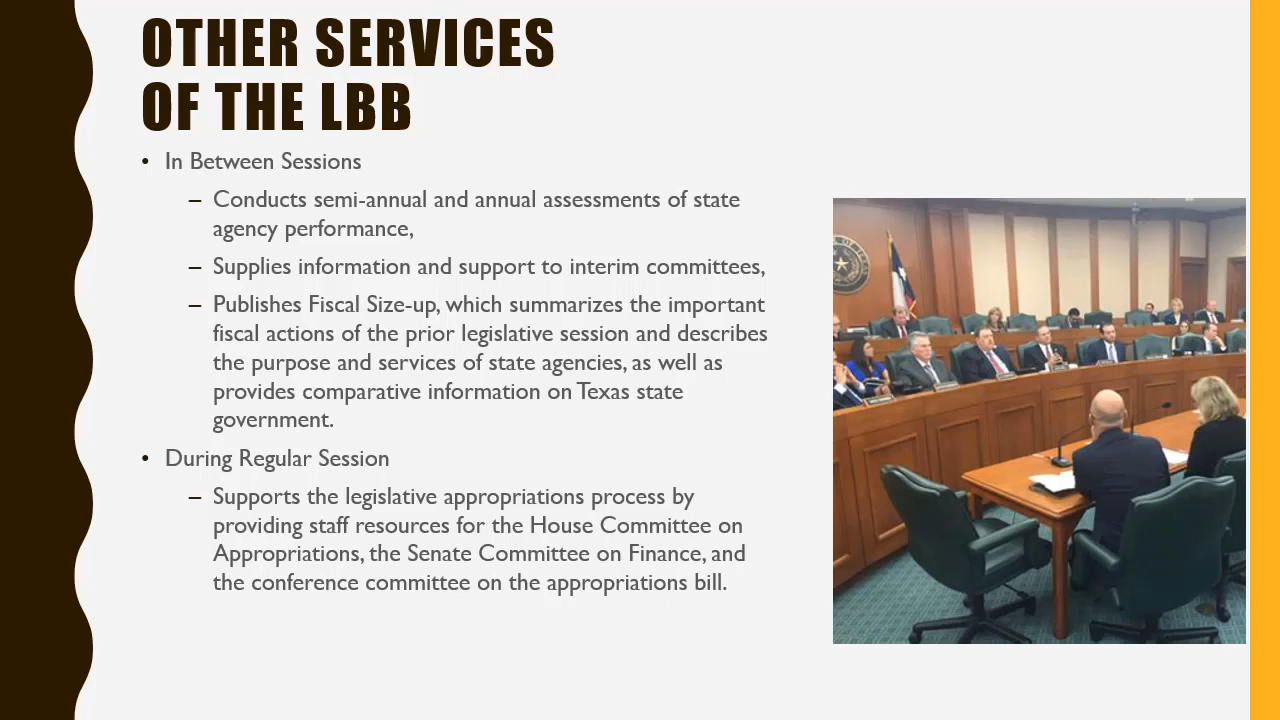 OTHER SERVICES
OF THE LBB
• In Between Sessions
– Conducts semi-annual and annual assessments of state
agency performance,
– Supplies information and support to interim committees,
– Publishes Fiscal Size-up, which summarizes the important
fiscal actions of the prior legislative session and describes
the purpose and services of state agencies, as well as
provides comparative information on Texas state
government.
• During Regular Session
– Supports the legislative appropriations process by
providing staff resources for the House Committee on
Appropriations, the Senate Committee on Finance, and
the conference committee on the appropriations bill.